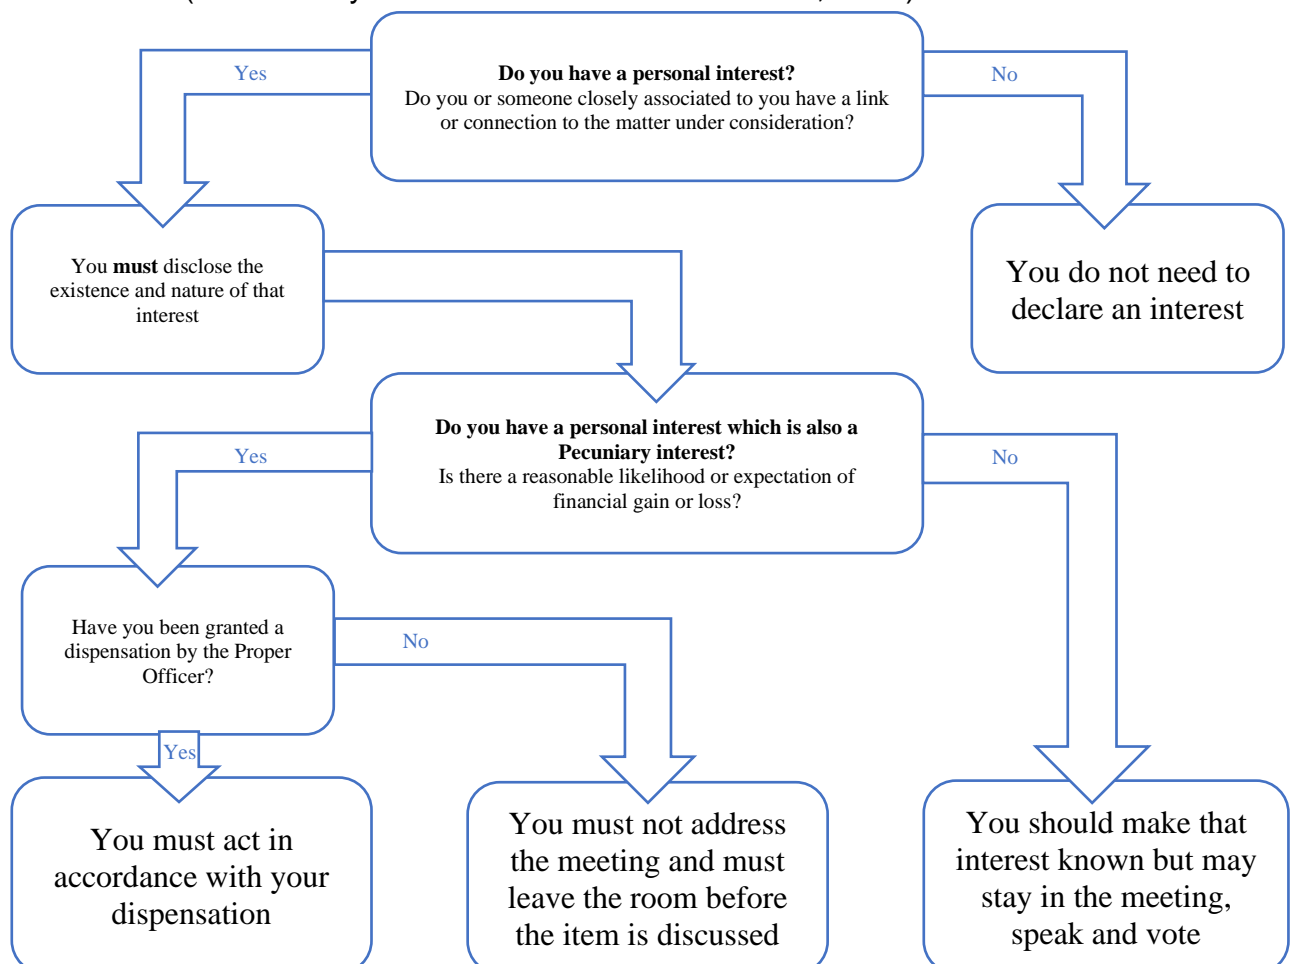 Yes
Do you have a personal interest?
Do you or someone closely associated to you have a link
or connection to the matter under consideration?
No
You must disclose the
existence and nature of that
interest
You do not need to
declare an interest
Do you have a personal interest which is also a
Pecuniary interest?
Is there a reasonable likelihood or expectation of
financial gain or loss?
Yes
No
Have you been granted a
dispensation by the Proper
Officer?
No
Yes
You must act in
accordance with your
dispensation
You must not address
the meeting and must
leave the room before
the item is discussed
You should make that
interest known but may
stay in the meeting,
speak and vote